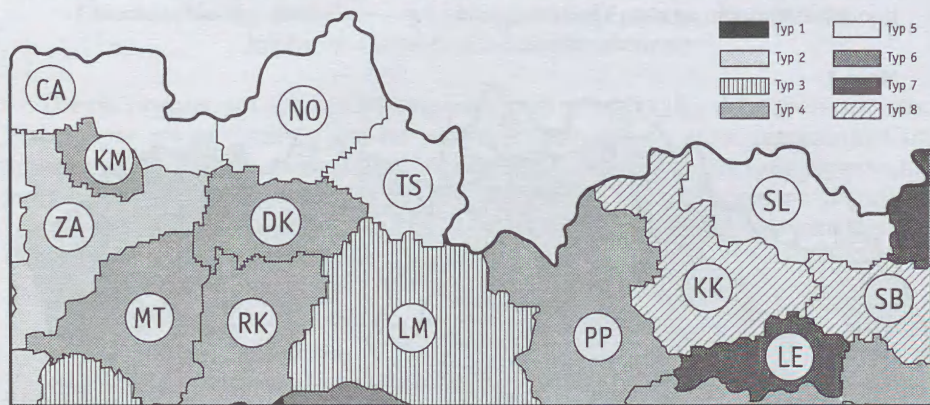 Typ 1 Typ 5
Typ 2 Typ 6
Typ 3 Typ 7
Typ 4 Typ 8
CA
NO
KM
TS
SL
DK
ZA
KK
SB
MT
RK
LM
PP
LE